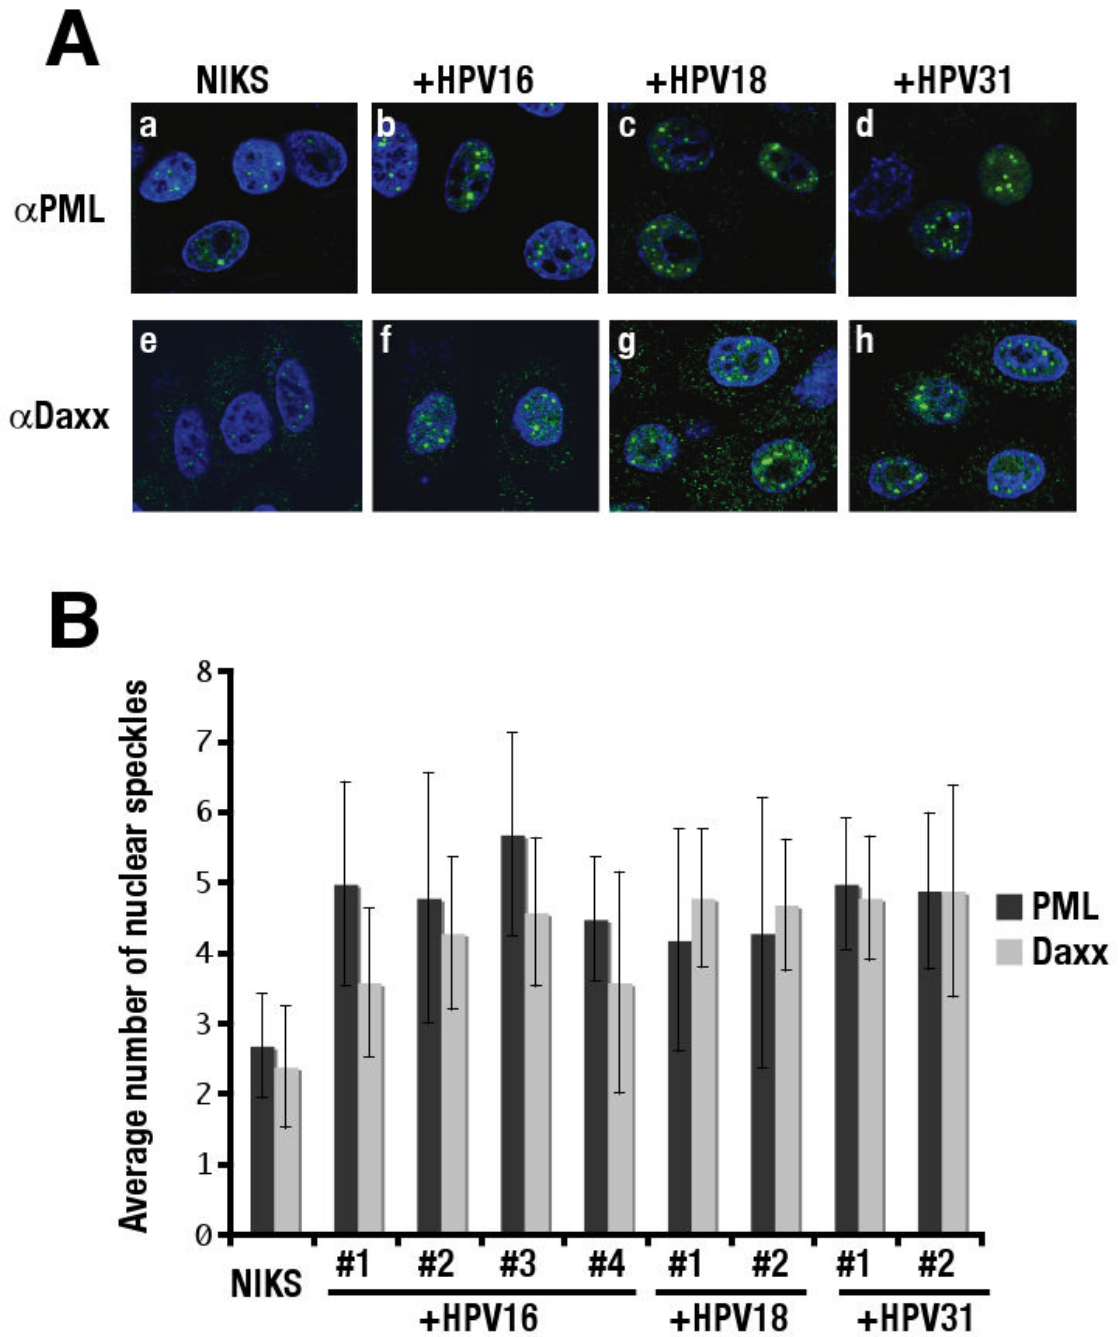 A
NIKS +HPV16 +HPV18 +HPV31
a b c d
αPML
e f g h
αDaxx
B
Average number of nuclear speckles
8
7
6
5
4
3
2
1
0
PML
Daxx
NIKS #1 #2 #3 #4 #1 #2 #1 #2
+HPV16 +HPV18 +HPV31